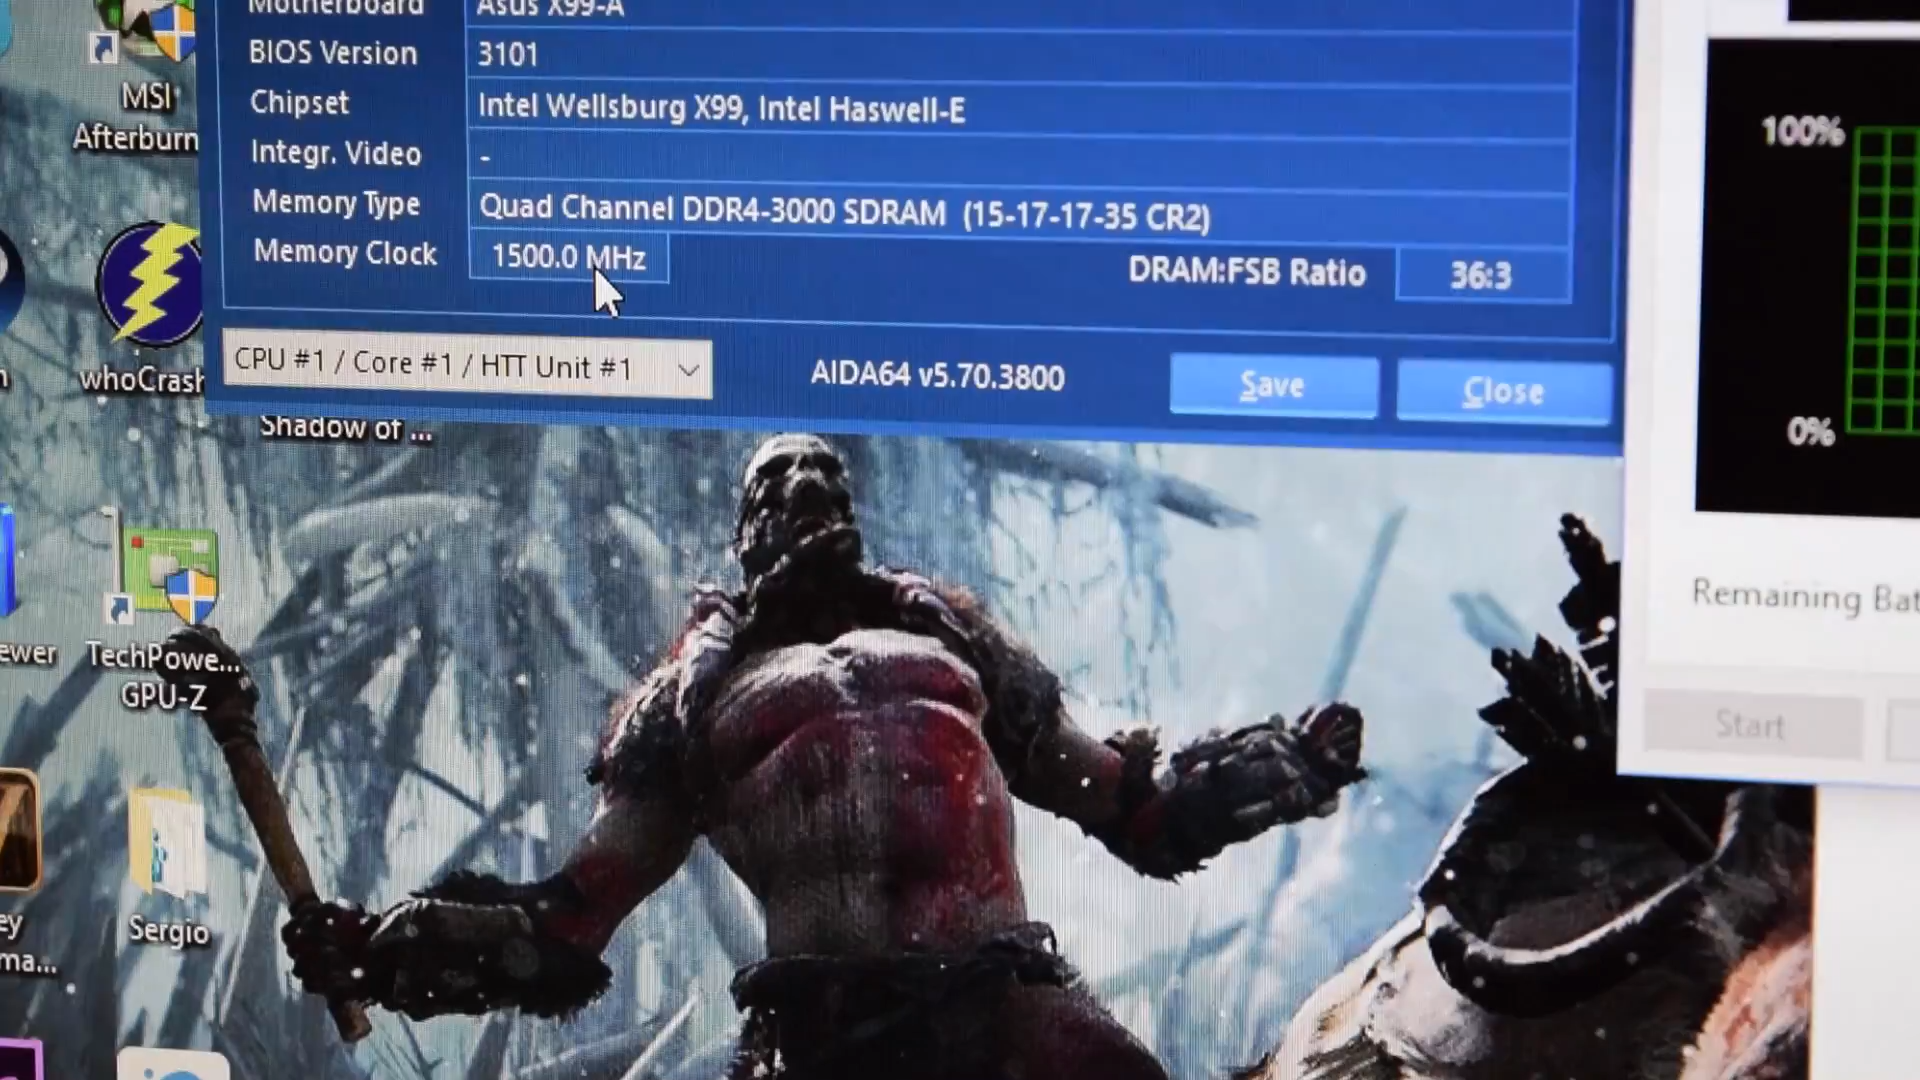 Motherboard Asus X99-A
BIOS Version 3101
Chipset Intel Wellsburg X99, Intel Haswell-E
Integr. Video -
Memory Type Quad Channel DDR4-3000 SDRAM (15-17-17-35 CR2)
Memory Clock 1500.0 MHz DRAM:FSB Ratio 36:3
CPU #1 / Core #1 / HTT Unit #1 AIDA64 v5.70.3800 Save Close
MSI
Afterburn
whoCrash
Shadow of ...
ewer
TechPowe...
GPU-Z
Sergio
ey
ma...
100%
0%
Remaining Bat
Start